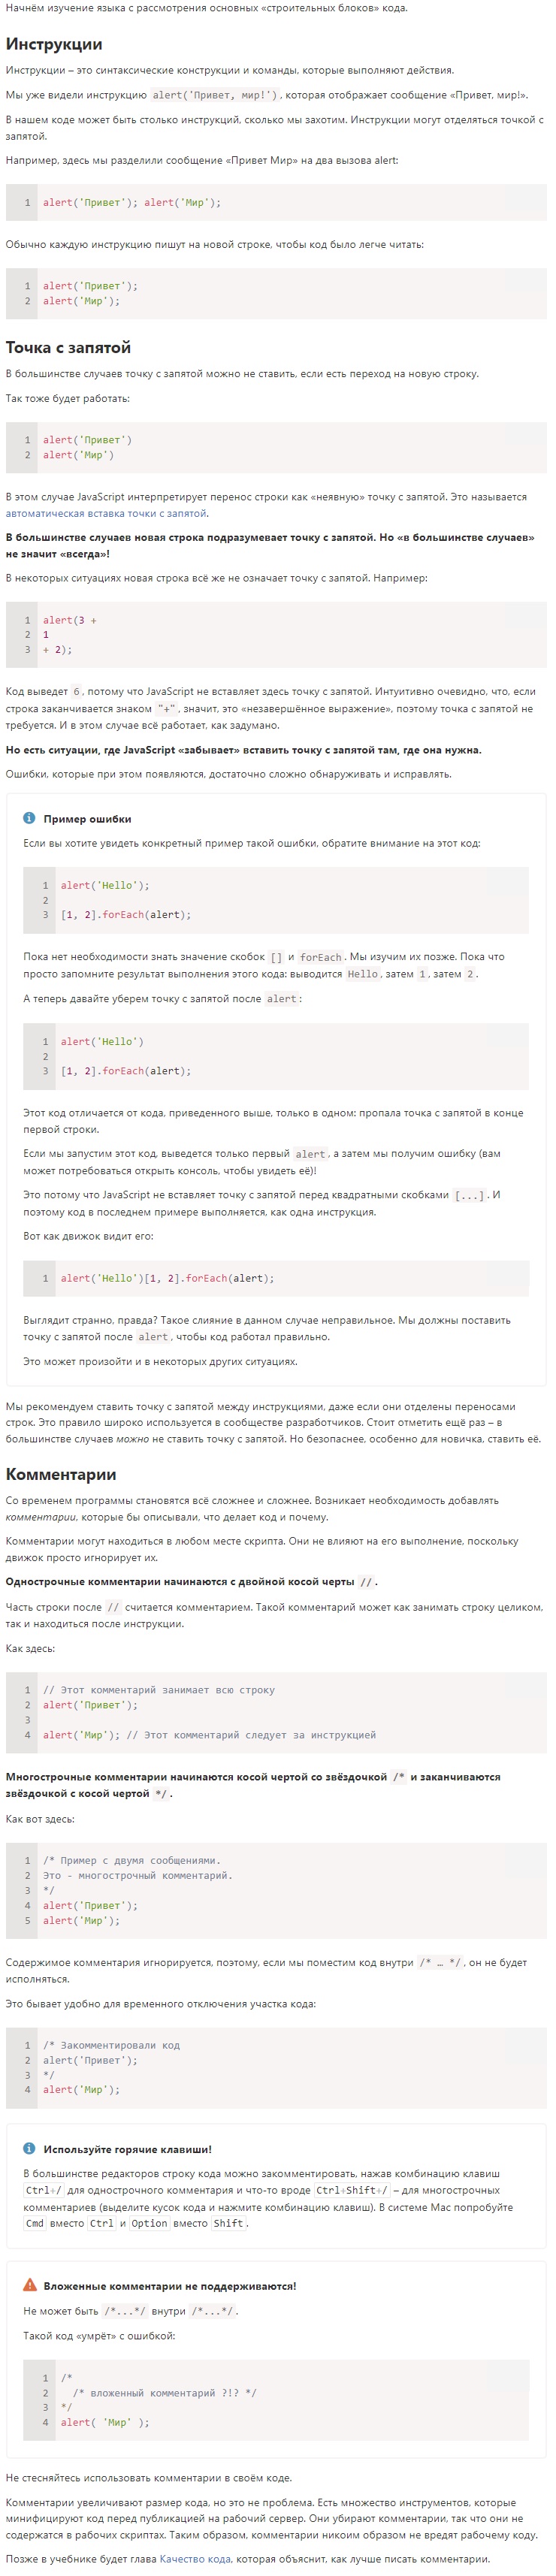 Начнём изучение языка с рассмотрения основных «строительных блоков» кода.
Инструкции
Инструкции – это синтаксические конструкции и команды, которые выполняют действия.
Мы уже видели инструкцию alert('Привет, мир!'), которая отображает сообщение «Привет, мир!».
В нашем коде может быть столько инструкций, сколько мы захотим. Инструкции могут отделяться точкой с
запятой.
Например, здесь мы разделили сообщение «Привет Мир» на два вызова alert:
1 alert('Привет'); alert('Мир');
Обычно каждую инструкцию пишут на новой строке, чтобы код было легче читать:
1 alert('Привет');
2 alert('Мир');
Точка с запятой
В большинстве случаев точку с запятой можно не ставить, если есть переход на новую строку.
Так тоже будет работать:
1 alert('Привет')
2 alert('Мир')
В этом случае JavaScript интерпретирует перенос строки как «неявную» точку с запятой. Это называется
автоматическая вставка точки с запятой.
В большинстве случаев новая строка подразумевает точку с запятой. Но «в большинстве случаев»
не значит «всегда»!
В некоторых ситуациях новая строка всё же не означает точку с запятой. Например:
1 alert(3 +
2 1
3 + 2);
Код выведет 6, потому что JavaScript не вставляет здесь точку с запятой. Интуитивно очевидно, что, если
строка заканчивается знаком "+", значит, это «незавершённое выражение», поэтому точка с запятой не
требуется. И в этом случае всё работает, как задумано.
Но есть ситуации, где JavaScript «забывает» вставить точку с запятой там, где она нужна.
Ошибки, которые при этом появляются, достаточно сложно обнаруживать и исправлять.
Пример ошибки
Если вы хотите увидеть конкретный пример такой ошибки, обратите внимание на этот код:
1 alert('Hello');
2
3 [1, 2].forEach(alert);
Пока нет необходимости знать значение скобок [] и forEach. Мы изучим их позже. Пока что
просто запомните результат выполнения этого кода: выводится Hello, затем 1, затем 2.
А теперь давайте уберем точку с запятой после alert:
1 alert('Hello')
2
3 [1, 2].forEach(alert);
Этот код отличается от кода, приведенного выше, только в одном: пропала точка с запятой в конце
первой строки.
Если мы запустим этот код, выведется только первый alert, а затем мы получим ошибку (вам
может потребоваться открыть консоль, чтобы увидеть её)!
Это потому что JavaScript не вставляет точку с запятой перед квадратными скобками [...]. И
поэтому код в последнем примере выполняется, как одна инструкция.
Вот как движок видит его:
1 alert('Hello')[1, 2].forEach(alert);
Выглядит странно, правда? Такое слияние в данном случае неправильное. Мы должны поставить
точку с запятой после alert, чтобы код работал правильно.
Это может произойти и в некоторых других ситуациях.
Мы рекомендуем ставить точку с запятой между инструкциями, даже если они отделены переносами
строк. Это правило широко используется в сообществе разработчиков. Стоит отметить ещё раз – в
большинстве случаев можно не ставить точку с запятой. Но безопаснее, особенно для новичка, ставить её.
Комментарии
Со временем программы становятся всё сложнее и сложнее. Возникает необходимость добавлять
комментарии, которые бы описывали, что делает код и почему.
Комментарии могут находиться в любом месте скрипта. Они не влияют на его выполнение, поскольку
движок просто игнорирует их.
Однострочные комментарии начинаются с двойной косой черты //.
Часть строки после // считается комментарием. Такой комментарий может как занимать строку целиком,
так и находиться после инструкции.
Как здесь:
1 // Этот комментарий занимает всю строку
2 alert('Привет');
3
4 alert('Мир'); // Этот комментарий следует за инструкцией
Многострочные комментарии начинаются косой чертой со звёздочкой /* и заканчиваются
звёздочкой с косой чертой */.
Как вот здесь:
1 /* Пример с двумя сообщениями.
2 Это - многострочный комментарий.
3 */
4 alert('Привет');
5 alert('Мир');
Содержимое комментария игнорируется, поэтому, если мы поместим код внутри /* … */, он не будет
исполняться.
Это бывает удобно для временного отключения участка кода:
1 /* Закомментировали код
2 alert('Привет');
3 */
4 alert('Мир');
Используйте горячие клавиши!
В большинстве редакторов строку кода можно закомментировать, нажав комбинацию клавиш
Ctrl+/ для однострочного комментария и что-то вроде Ctrl+Shift+/ – для многострочных
комментариев (выделите кусок кода и нажмите комбинацию клавиш). В системе Mac попробуйте
Cmd вместо Ctrl и Option вместо Shift.
Вложенные комментарии не поддерживаются!
Не может быть /*...*/ внутри /*...*/.
Такой код «умрёт» с ошибкой:
1 /*
2 /* вложенный комментарий ?!? */
3 */
4 alert( 'Мир' );
Не стесняйтесь использовать комментарии в своём коде.
Комментарии увеличивают размер кода, но это не проблема. Есть множество инструментов, которые
минифицируют код перед публикацией на рабочий сервер. Они убирают комментарии, так что они не
содержатся в рабочих скриптах. Таким образом, комментарии никоим образом не вредят рабочему коду.
Позже в учебнике будет глава Качество кода, которая объяснит, как лучше писать комментарии.